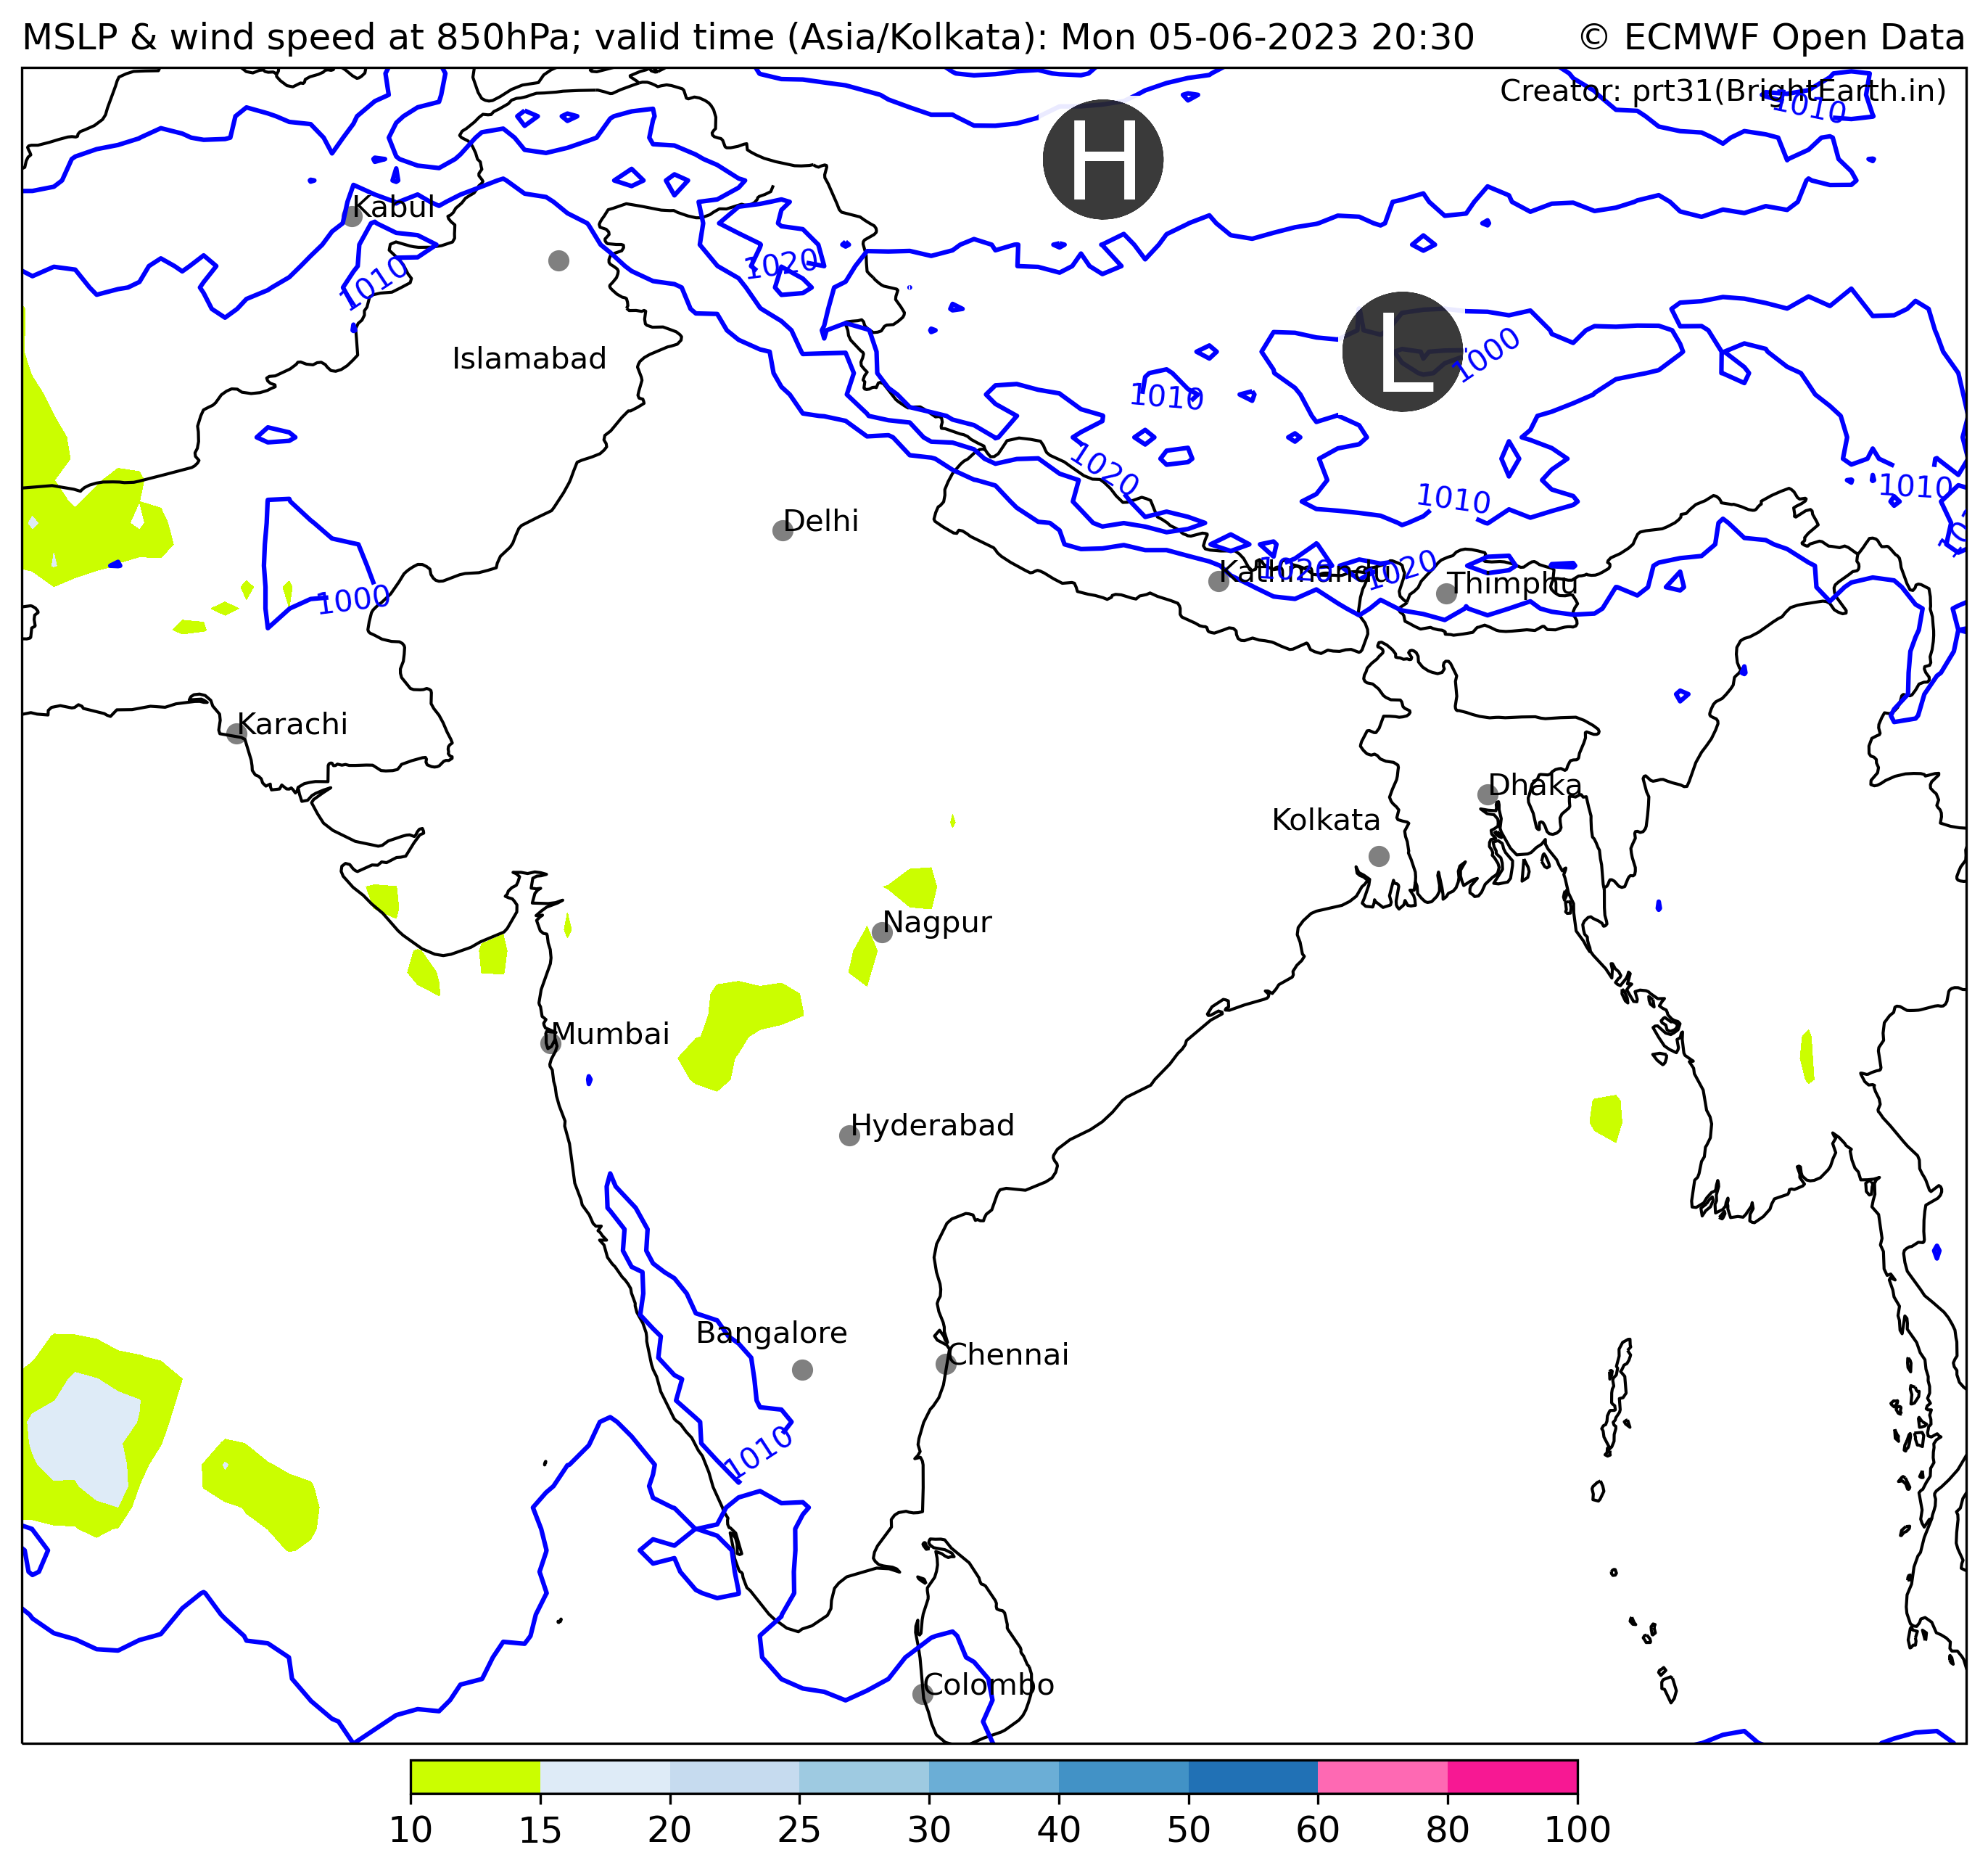 MSLP & wind speed at 850hPa; valid time (Asia/Kolkata): Mon 05-06-2023 20:30
© ECMWF Open Data
Creator: prt31(BrightEarth.in)
1010
H
Kabul
1020
1010
L
1000
Islamabad
1010
1020
1010
1010
Delhi
1020
1020
Kathmandu
Thimphu
1000
Karachi
Dhaka
Kolkata
Nagpur
Mumbai
Hyderabad
Bangalore
Chennai
1010
Colombo
10 15 20 25 30 40 50 60 80 100